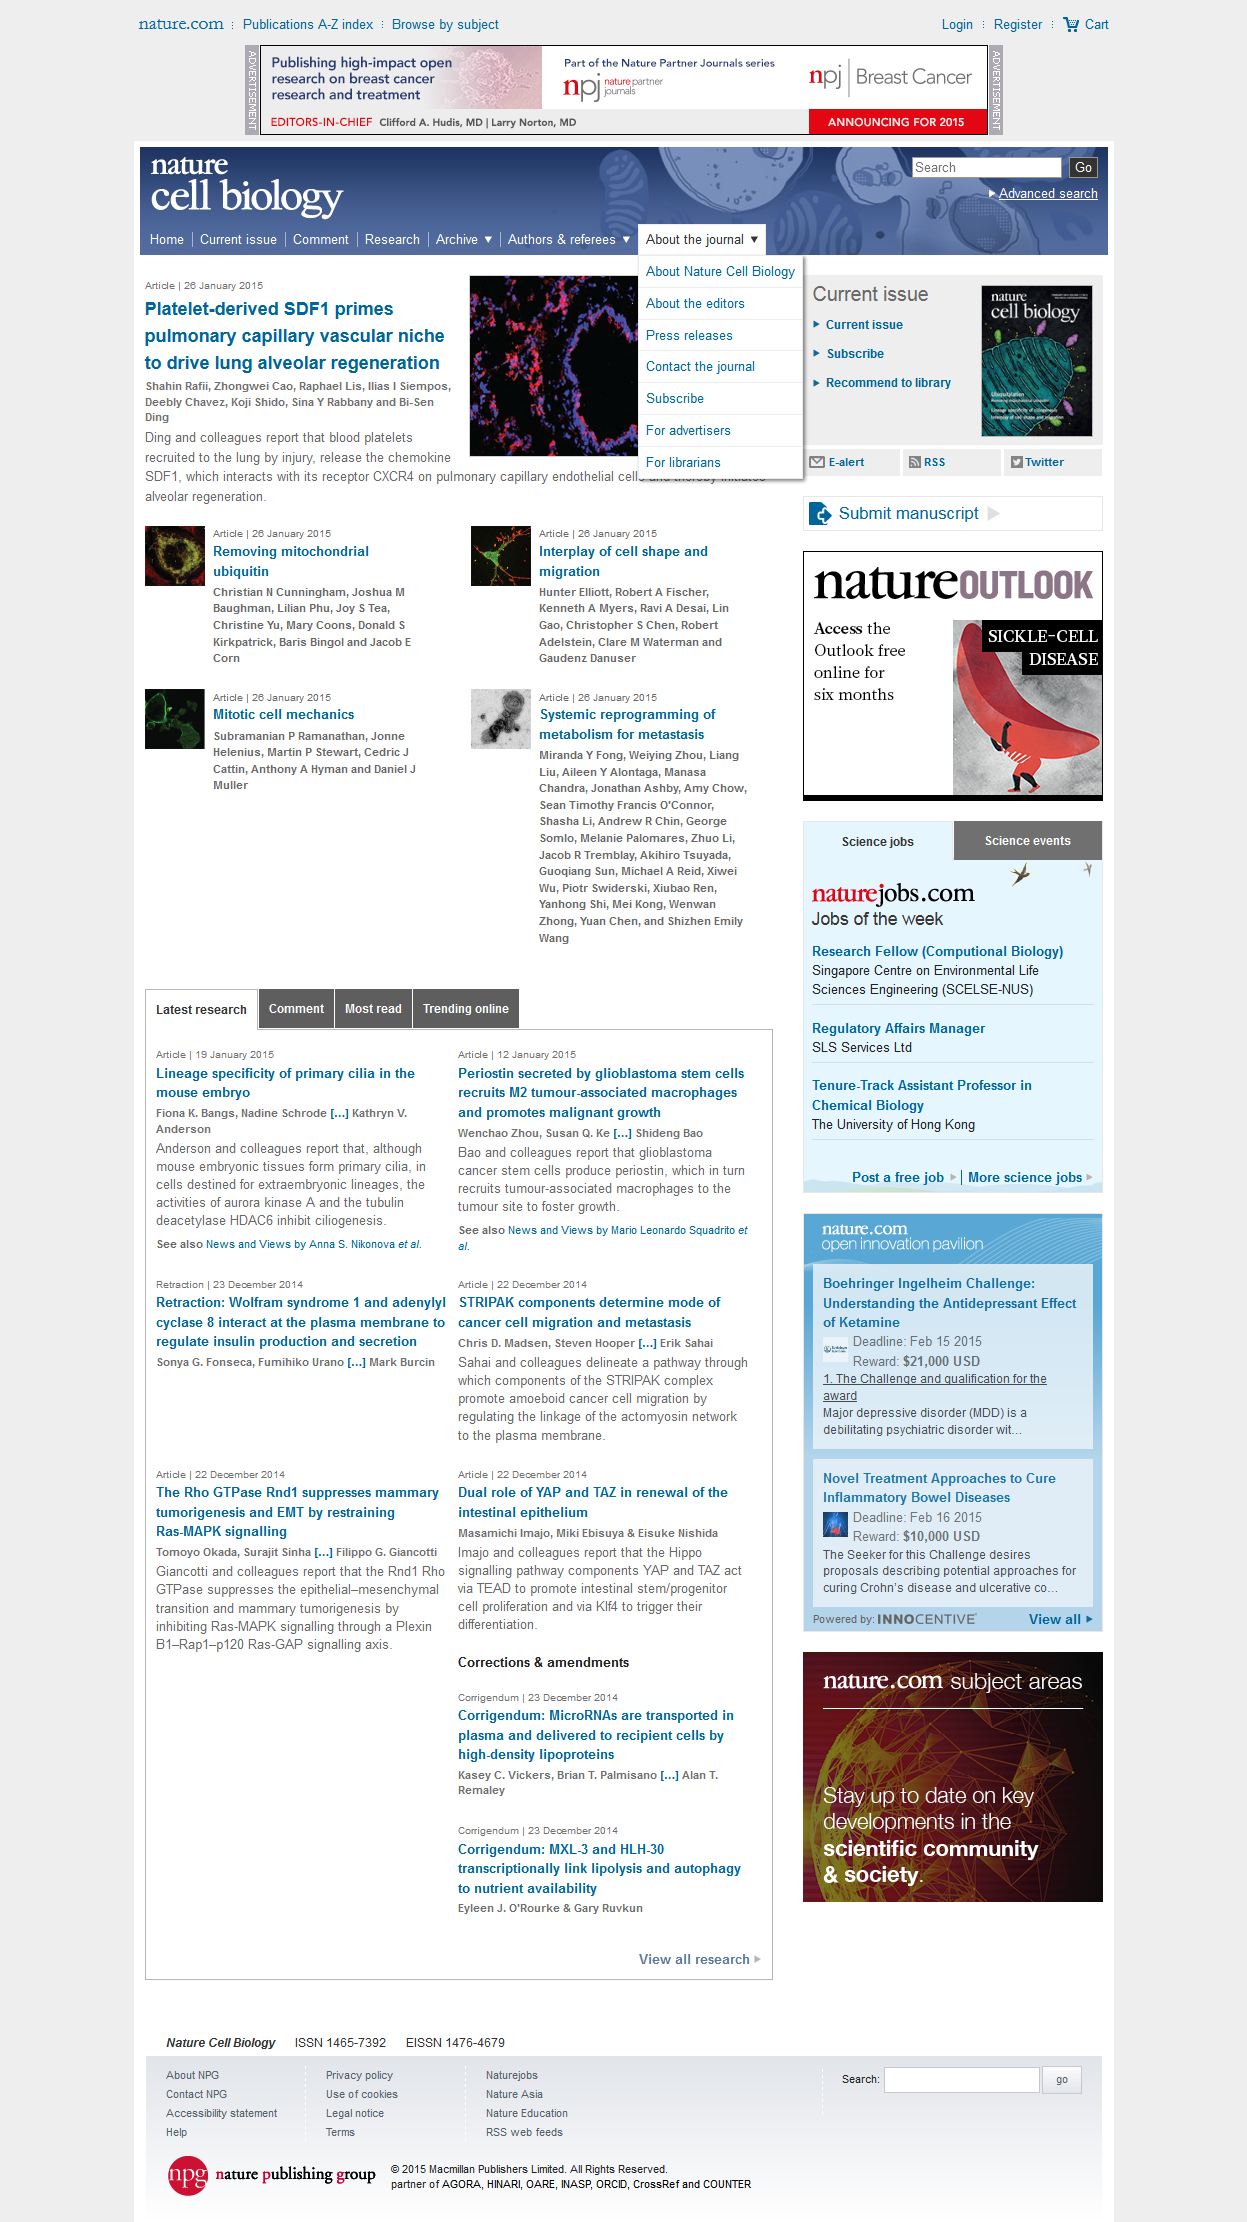 nature.com
Publications A-Z index
Browse by subject
Login
Register
Cart
ADVERTISEMENT
Publishing high-impact open
research on breast cancer
research and treatment
Part of the Nature Partner Journals series
npj nature partner
journals
npj Breast Cancer
EDITORS-IN-CHIEF Clifford A. Hudis, MD | Larry Norton, MD
ANNOUNCING FOR 2015
ADVERTISEMENT
nature
cell biology
Search
Go
Advanced search
Home
Current issue
Comment
Research
Archive
Authors & referees
About the journal
About Nature Cell Biology
About the editors
Press releases
Contact the journal
Subscribe
For advertisers
For librarians
Article | 26 January 2015
Platelet-derived SDF1 primes
pulmonary capillary vascular niche
to drive lung alveolar regeneration
Shahin Rafii, Zhongwei Cao, Raphael Lis, Ilias I Siempos,
Deebly Chavez, Koji Shido, Sina Y Rabbany and Bi-Sen
Ding
Ding and colleagues report that blood platelets
recruited to the lung by injury, release the chemokine
SDF1, which interacts with its receptor CXCR4 on pulmonary capillary endothelial cells and thereby initiates
alveolar regeneration.
Article | 26 January 2015
Removing mitochondrial
ubiquitin
Christian N Cunningham, Joshua M
Baughman, Lilian Phu, Joy S Tea,
Christine Yu, Mary Coons, Donald S
Kirkpatrick, Baris Bingol and Jacob E
Corn
Article | 26 January 2015
Interplay of cell shape and
migration
Hunter Elliott, Robert A Fischer,
Kenneth A Myers, Ravi A Desai, Lin
Gao, Christopher S Chen, Robert
Adelstein, Clare M Waterman and
Gaudenz Danuser
Article | 26 January 2015
Mitotic cell mechanics
Subramanian P Ramanathan, Jonne
Helenius, Martin P Stewart, Cedric J
Cattin, Anthony A Hyman and Daniel J
Muller
Article | 26 January 2015
Systemic reprogramming of
metabolism for metastasis
Miranda Y Fong, Weiying Zhou, Liang
Liu, Aileen Y Alontaga, Manasa
Chandra, Jonathan Ashby, Amy Chow,
Sean Timothy Francis O'Connor,
Shasha Li, Andrew R Chin, George
Somlo, Melanie Palomares, Zhuo Li,
Jacob R Tremblay, Akihiro Tsuyada,
Guoqiang Sun, Michael A Reid, Xiwei
Wu, Piotr Swiderski, Xiubao Ren,
Yanhong Shi, Mei Kong, Wenwan
Zhong, Yuan Chen, and Shizhen Emily
Wang
Latest research
Comment
Most read
Trending online
Article | 19 January 2015
Lineage specificity of primary cilia in the
mouse embryo
Fiona K. Bangs, Nadine Schrode [...] Kathryn V.
Anderson
Anderson and colleagues report that, although
mouse embryonic tissues form primary cilia, in
cells destined for extraembryonic lineages, the
activities of aurora kinase A and the tubulin
deacetylase HDAC6 inhibit ciliogenesis.
See also News and Views by Anna S. Nikonova et al.
Article | 12 January 2015
Periostin secreted by glioblastoma stem cells
recruits M2 tumour-associated macrophages
and promotes malignant growth
Wenchao Zhou, Susan Q. Ke [...] Shideng Bao
Bao and colleagues report that glioblastoma
cancer stem cells produce periostin, which in turn
recruits tumour-associated macrophages to the
tumour site to foster growth.
See also News and Views by Mario Leonardo Squadrito et
al.
Retraction | 23 December 2014
Retraction: Wolfram syndrome 1 and adenylyl
cyclase 8 interact at the plasma membrane to
regulate insulin production and secretion
Sonya G. Fonseca, Fumihiko Urano [...] Mark Burcin
Article | 22 December 2014
STRIPAK components determine mode of
cancer cell migration and metastasis
Chris D. Madsen, Steven Hooper [...] Erik Sahai
Sahai and colleagues delineate a pathway through
which components of the STRIPAK complex
promote amoeboid cancer cell migration by
regulating the linkage of the actomyosin network
to the plasma membrane.
Article | 22 December 2014
The Rho GTPase Rnd1 suppresses mammary
tumorigenesis and EMT by restraining
Ras-MAPK signalling
Tomoyo Okada, Surajit Sinha [...] Filippo G. Giancotti
Giancotti and colleagues report that the Rnd1 Rho
GTPase suppresses the epithelial–mesenchymal
transition and mammary tumorigenesis by
inhibiting Ras-MAPK signalling through a Plexin
B1–Rap1–p120 Ras-GAP signalling axis.
Article | 22 December 2014
Dual role of YAP and TAZ in renewal of the
intestinal epithelium
Masamichi Imajo, Miki Ebisuya & Eisuke Nishida
Imajo and colleagues report that the Hippo
signalling pathway components YAP and TAZ act
via TEAD to promote intestinal stem/progenitor
cell proliferation and via Klf4 to trigger their
differentiation.
Corrections & amendments
Corrigendum | 23 December 2014
Corrigendum: MicroRNAs are transported in
plasma and delivered to recipient cells by
high-density lipoproteins
Kasey C. Vickers, Brian T. Palmisano [...] Alan T.
Remaley
Corrigendum | 23 December 2014
Corrigendum: MXL-3 and HLH-30
transcriptionally link lipolysis and autophagy
to nutrient availability
Eyleen J. O'Rourke & Gary Ruvkun
View all research
Current issue
Current issue
Subscribe
Recommend to library
nature
cell biology
E-alert
RSS
Twitter
Submit manuscript
nature OUTLOOK
Access the
Outlook free
online for
six months
SICKLE-CELL
DISEASE
Science jobs
Science events
naturejobs.com
Jobs of the week
Research Fellow (Computional Biology)
Singapore Centre on Environmental Life
Sciences Engineering (SCELSE-NUS)
Regulatory Affairs Manager
SLS Services Ltd
Tenure-Track Assistant Professor in
Chemical Biology
The University of Hong Kong
Post a free job
More science jobs
nature.com
open innovation pavilion
Boehringer Ingelheim Challenge:
Understanding the Antidepressant Effect
of Ketamine
Deadline: Feb 15 2015
Reward: $21,000 USD
1. The Challenge and qualification for the
award
Major depressive disorder (MDD) is a
debilitating psychiatric disorder wit...
Novel Treatment Approaches to Cure
Inflammatory Bowel Diseases
Deadline: Feb 16 2015
Reward: $10,000 USD
The Seeker for this Challenge desires
proposals describing potential approaches for
curing Crohn's disease and ulcerative co...
Powered by: INNOCENTIVE
View all
nature.com subject areas
Stay up to date on key
developments in the
scientific community
& society.
Nature Cell Biology
ISSN 1465-7392
EISSN 1476-4679
About NPG
Contact NPG
Accessibility statement
Help
Privacy policy
Use of cookies
Legal notice
Terms
Naturejobs
Nature Asia
Nature Education
RSS web feeds
Search:
go
npg nature publishing group
© 2015 Macmillan Publishers Limited. All Rights Reserved.
partner of AGORA, HINARI, OARE, INASP, ORCID, CrossRef and COUNTER